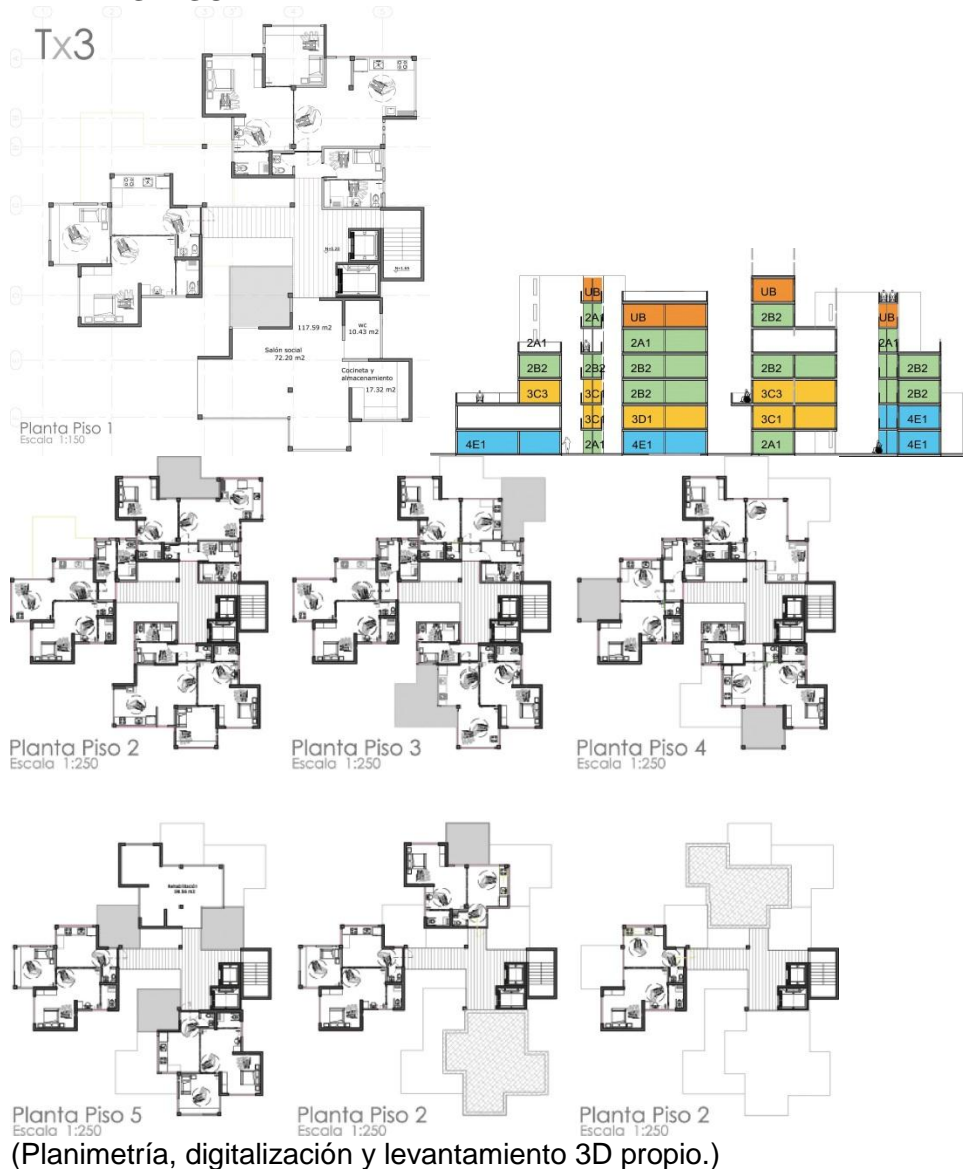 Tx3
N+0.20
117.59 m2
wc
10.43 m2
Salón social
72.20 m2
Cocineta y
almacenamiento
17.32 m2
Planta Piso 1
Escala 1:150
UB
2A1
2A1
2B2
2B2
3C3
3C1
3C1
4E1
2A1
UB
2A1
2B2
2B2
3D1
4E1
UB
2B2
2B2
3C3
3C1
2A1
UB
2A1
2B2
2B2
4E1
4E1
Planta Piso 2
Escala 1:250
Planta Piso 3
Escala 1:250
Planta Piso 4
Escala 1:250
Planta Piso 5
Escala 1:250
Planta Piso 2
Escala 1:250
Planta Piso 2
Escala 1:250
(Planimetría, digitalización y levantamiento 3D propio.)